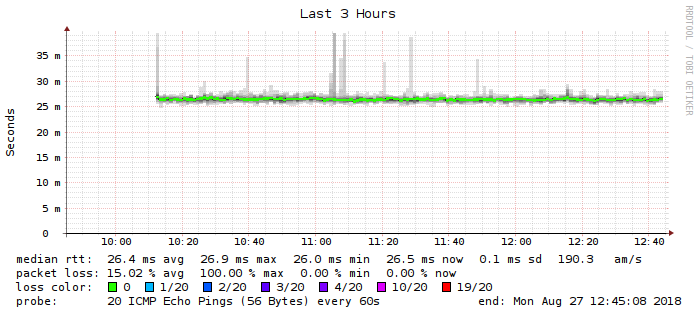 Last 3 Hours
RRDTOOL / TOBI OETIKER
Seconds
35 m
30 m
25 m
20 m
15 m
10 m
5 m
0
10:00 10:20 10:40 11:00 11:20 11:40 12:00 12:20 12:40
median rtt: 26.4 ms avg 26.9 ms max 26.0 ms min 26.5 ms now 0.1 ms sd 190.3 am/s
packet loss: 15.02 % avg 100.00 % max 0.00 % min 0.00 % now
loss color: 0 1/20 2/20 3/20 4/20 10/20 19/20
probe: 20 ICMP Echo Pings (56 Bytes) every 60s end: Mon Aug 27 12:45:08 2018